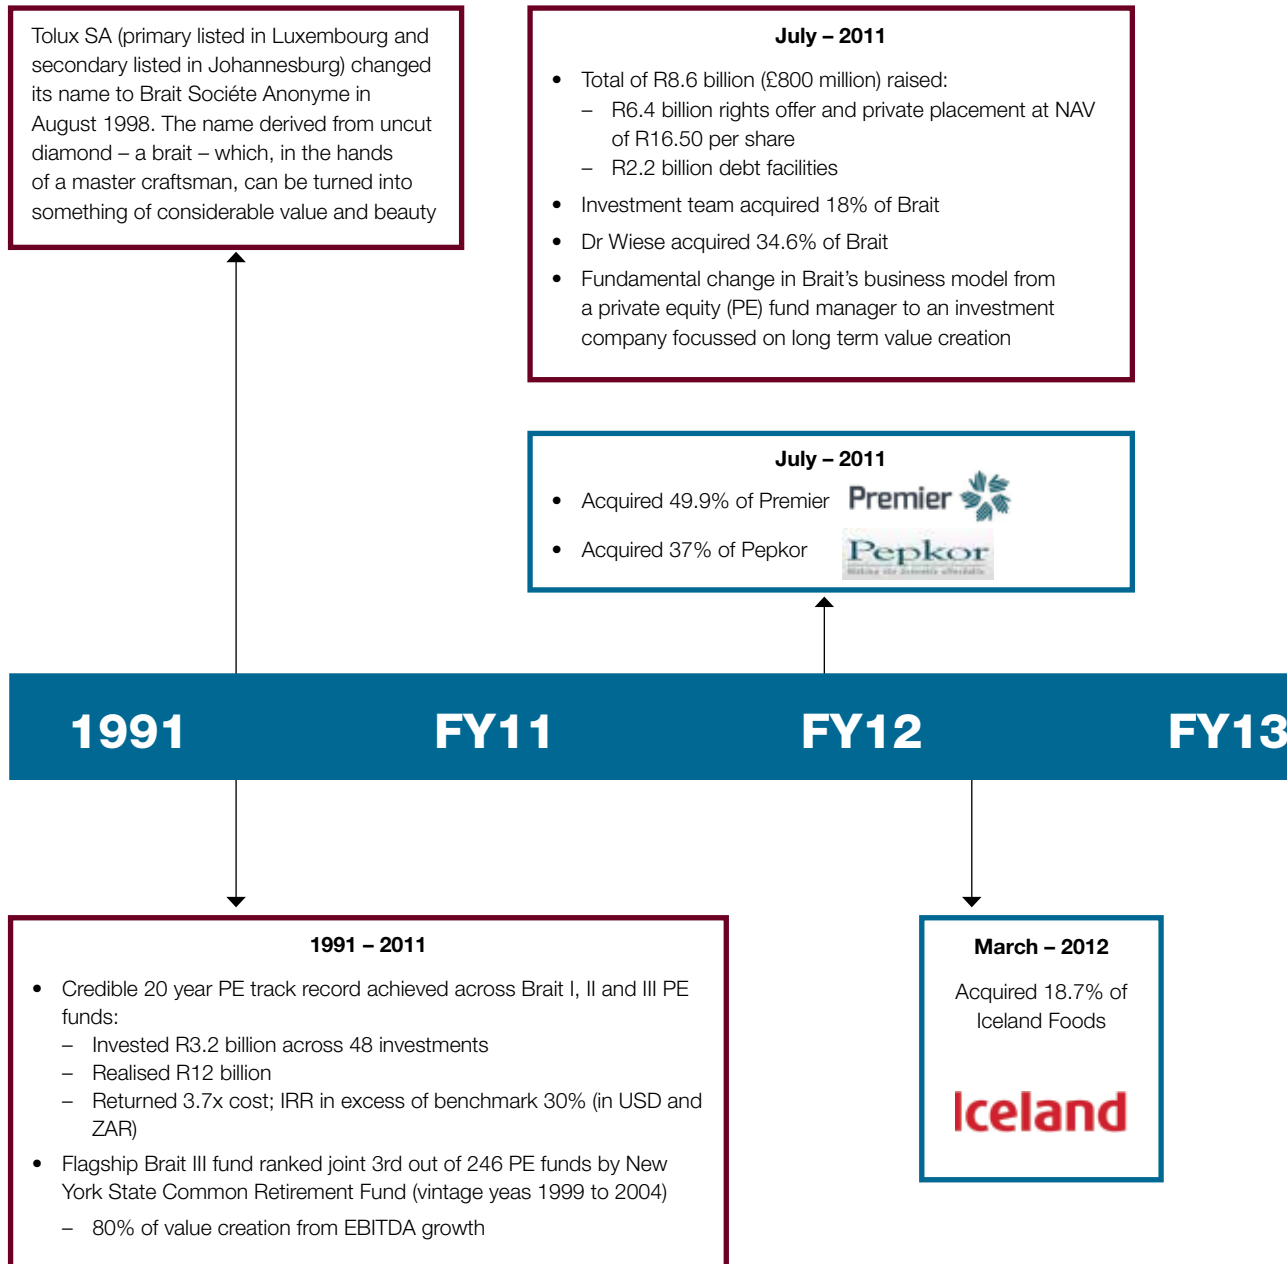 Tolux SA (primary listed in Luxembourg and
secondary listed in Johannesburg) changed
its name to Brait Sociéte Anonyme in
August 1998. The name derived from uncut
diamond – a brait – which, in the hands
of a master craftsman, can be turned into
something of considerable value and beauty
July – 2011
• Total of R8.6 billion (£800 million) raised:
– R6.4 billion rights offer and private placement at NAV
of R16.50 per share
– R2.2 billion debt facilities
• Investment team acquired 18% of Brait
• Dr Wiese acquired 34.6% of Brait
• Fundamental change in Brait's business model from
a private equity (PE) fund manager to an investment
company focussed on long term value creation
July – 2011
• Acquired 49.9% of Premier Premier
• Acquired 37% of Pepkor Pepkor
1991 FY11 FY12 FY13
1991 – 2011
• Credible 20 year PE track record achieved across Brait I, II and III PE
funds:
– Invested R3.2 billion across 48 investments
– Realised R12 billion
– Returned 3.7x cost; IRR in excess of benchmark 30% (in USD and
ZAR)
• Flagship Brait III fund ranked joint 3rd out of 246 PE funds by New
York State Common Retirement Fund (vintage yeas 1999 to 2004)
– 80% of value creation from EBITDA growth
March – 2012
Acquired 18.7% of
Iceland Foods
Iceland